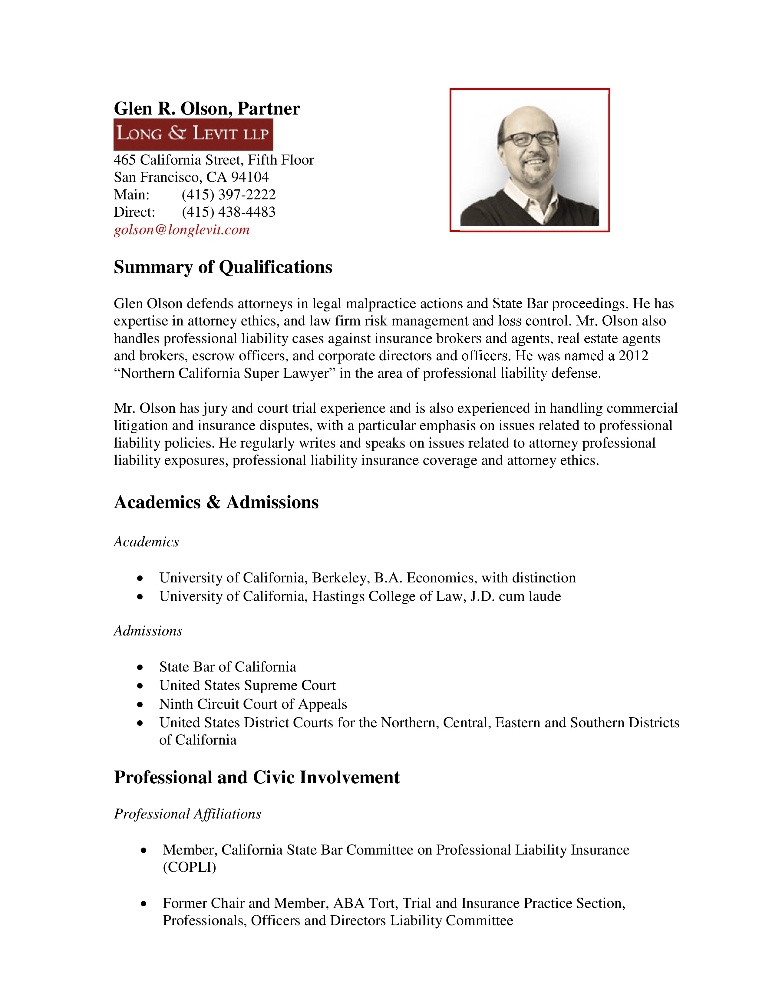 Glen R. Olson, Partner
LONG & LEVIT LLP
465 California Street, Fifth Floor
San Francisco, CA 94104
Main: (415) 397-2222
Direct: (415) 438-4483
golson@longlevit.com
Summary of Qualifications
Glen Olson defends attorneys in legal malpractice actions and State Bar proceedings. He has
expertise in attorney ethics, and law firm risk management and loss control. Mr. Olson also
handles professional liability cases against insurance brokers and agents, real estate agents
and brokers, escrow officers, and corporate directors and officers. He was named a 2012
“Northern California Super Lawyer” in the area of professional liability defense.
Mr. Olson has jury and court trial experience and is also experienced in handling commercial
litigation and insurance disputes, with a particular emphasis on issues related to professional
liability policies. He regularly writes and speaks on issues related to attorney professional
liability exposures, professional liability insurance coverage and attorney ethics.
Academics & Admissions
Academics
• University of California, Berkeley, B.A. Economics, with distinction
• University of California, Hastings College of Law, J.D. cum laude
Admissions
• State Bar of California
• United States Supreme Court
• Ninth Circuit Court of Appeals
• United States District Courts for the Northern, Central, Eastern and Southern Districts
of California
Professional and Civic Involvement
Professional Affiliations
• Member, California State Bar Committee on Professional Liability Insurance
(COPLI)
• Former Chair and Member, ABA Tort, Trial and Insurance Practice Section,
Professionals, Officers and Directors Liability Committee